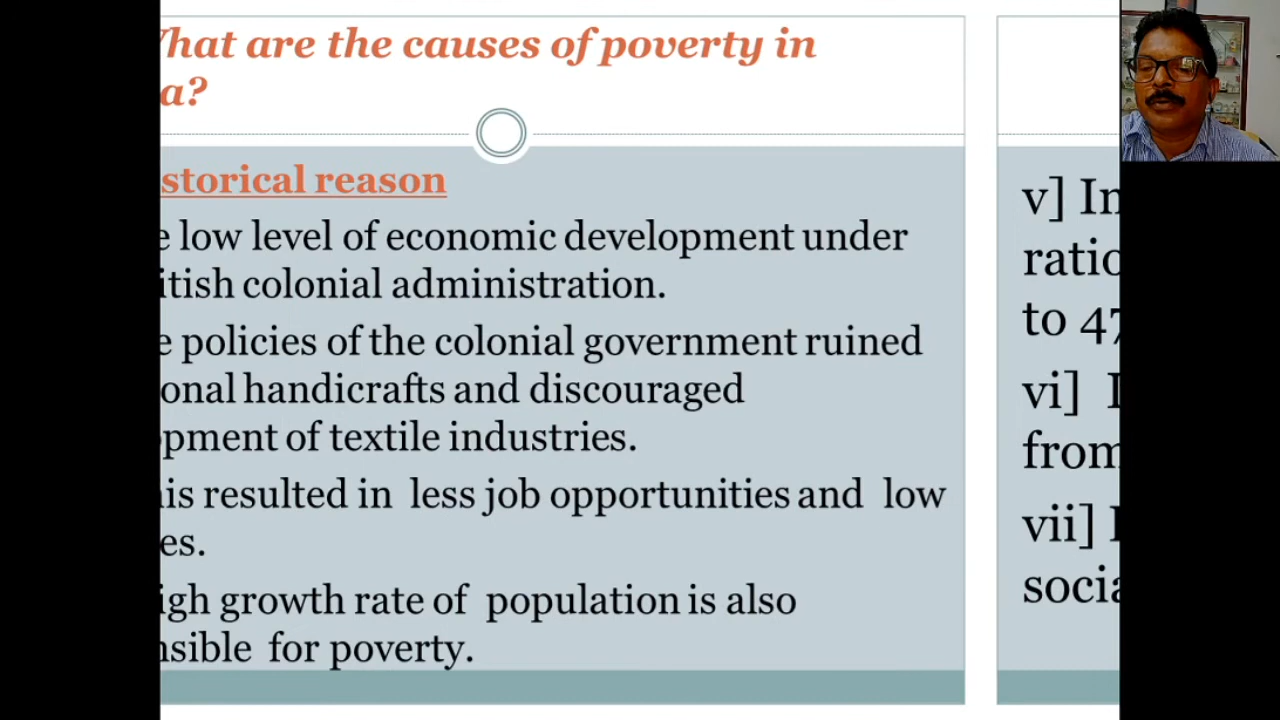 What are the causes of poverty in
a?
storical reason
e low level of economic development under
itish colonial administration.
e policies of the colonial government ruined
onal handicrafts and discouraged
opment of textile industries.
is resulted in less job opportunities and low
es.
igh growth rate of population is also
nsible for poverty.
v] In
ratio
to 47
vi]
from
vii]
socia